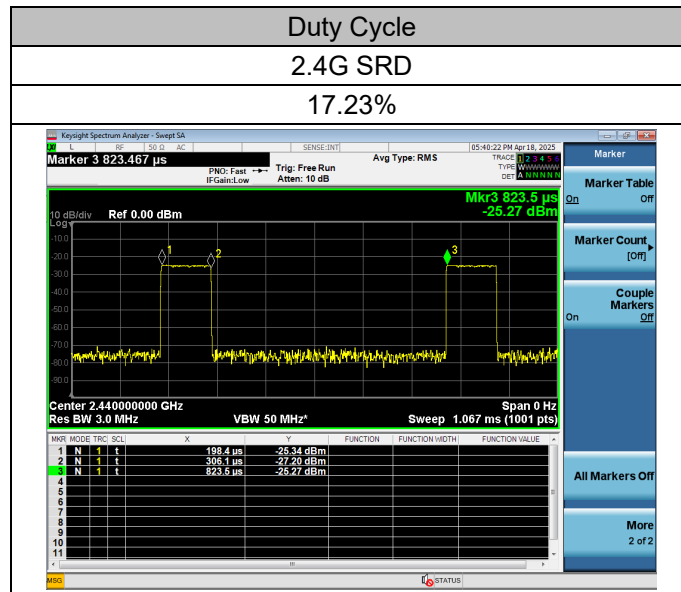 Duty Cycle
2.4G SRD
17.23%
Keysight Spectrum Analyzer - Swept SA
L RF 50 Ω AC SENSE:INT 05:40:22 PM Apr 18, 2025
Marker 3 823.467 µs
PNO: Fast
IFGain:Low
Trig: Free Run
Atten: 10 dB
Avg Type: RMS
TRACE 1 2 3 4 5 6
TYPE WWWWWW
DET A N N N N N
Mkr3 823.5 µs
-25.27 dBm
10 dB/div Ref 0.00 dBm
Log
-10.0
-20.0
-30.0
-40.0
-50.0
-60.0
-70.0
-80.0
-90.0
1
2
3
Center 2.440000000 GHz Span 0 Hz
Res BW 3.0 MHz VBW 50 MHz* Sweep 1.067 ms (1001 pts)
MKR MODE TRC SCL X Y FUNCTION FUNCTION WIDTH FUNCTION VALUE
1 N 1 t 198.4 µs -25.34 dBm
2 N 1 t 306.1 µs -27.20 dBm
3 N 1 t 823.5 µs -25.27 dBm
4
5
6
7
8
9
10
11
MSG STATUS
Marker
Marker Table
On Off
Marker Count
[Off]
Couple
Markers
On Off
All Markers Off
More
2 of 2